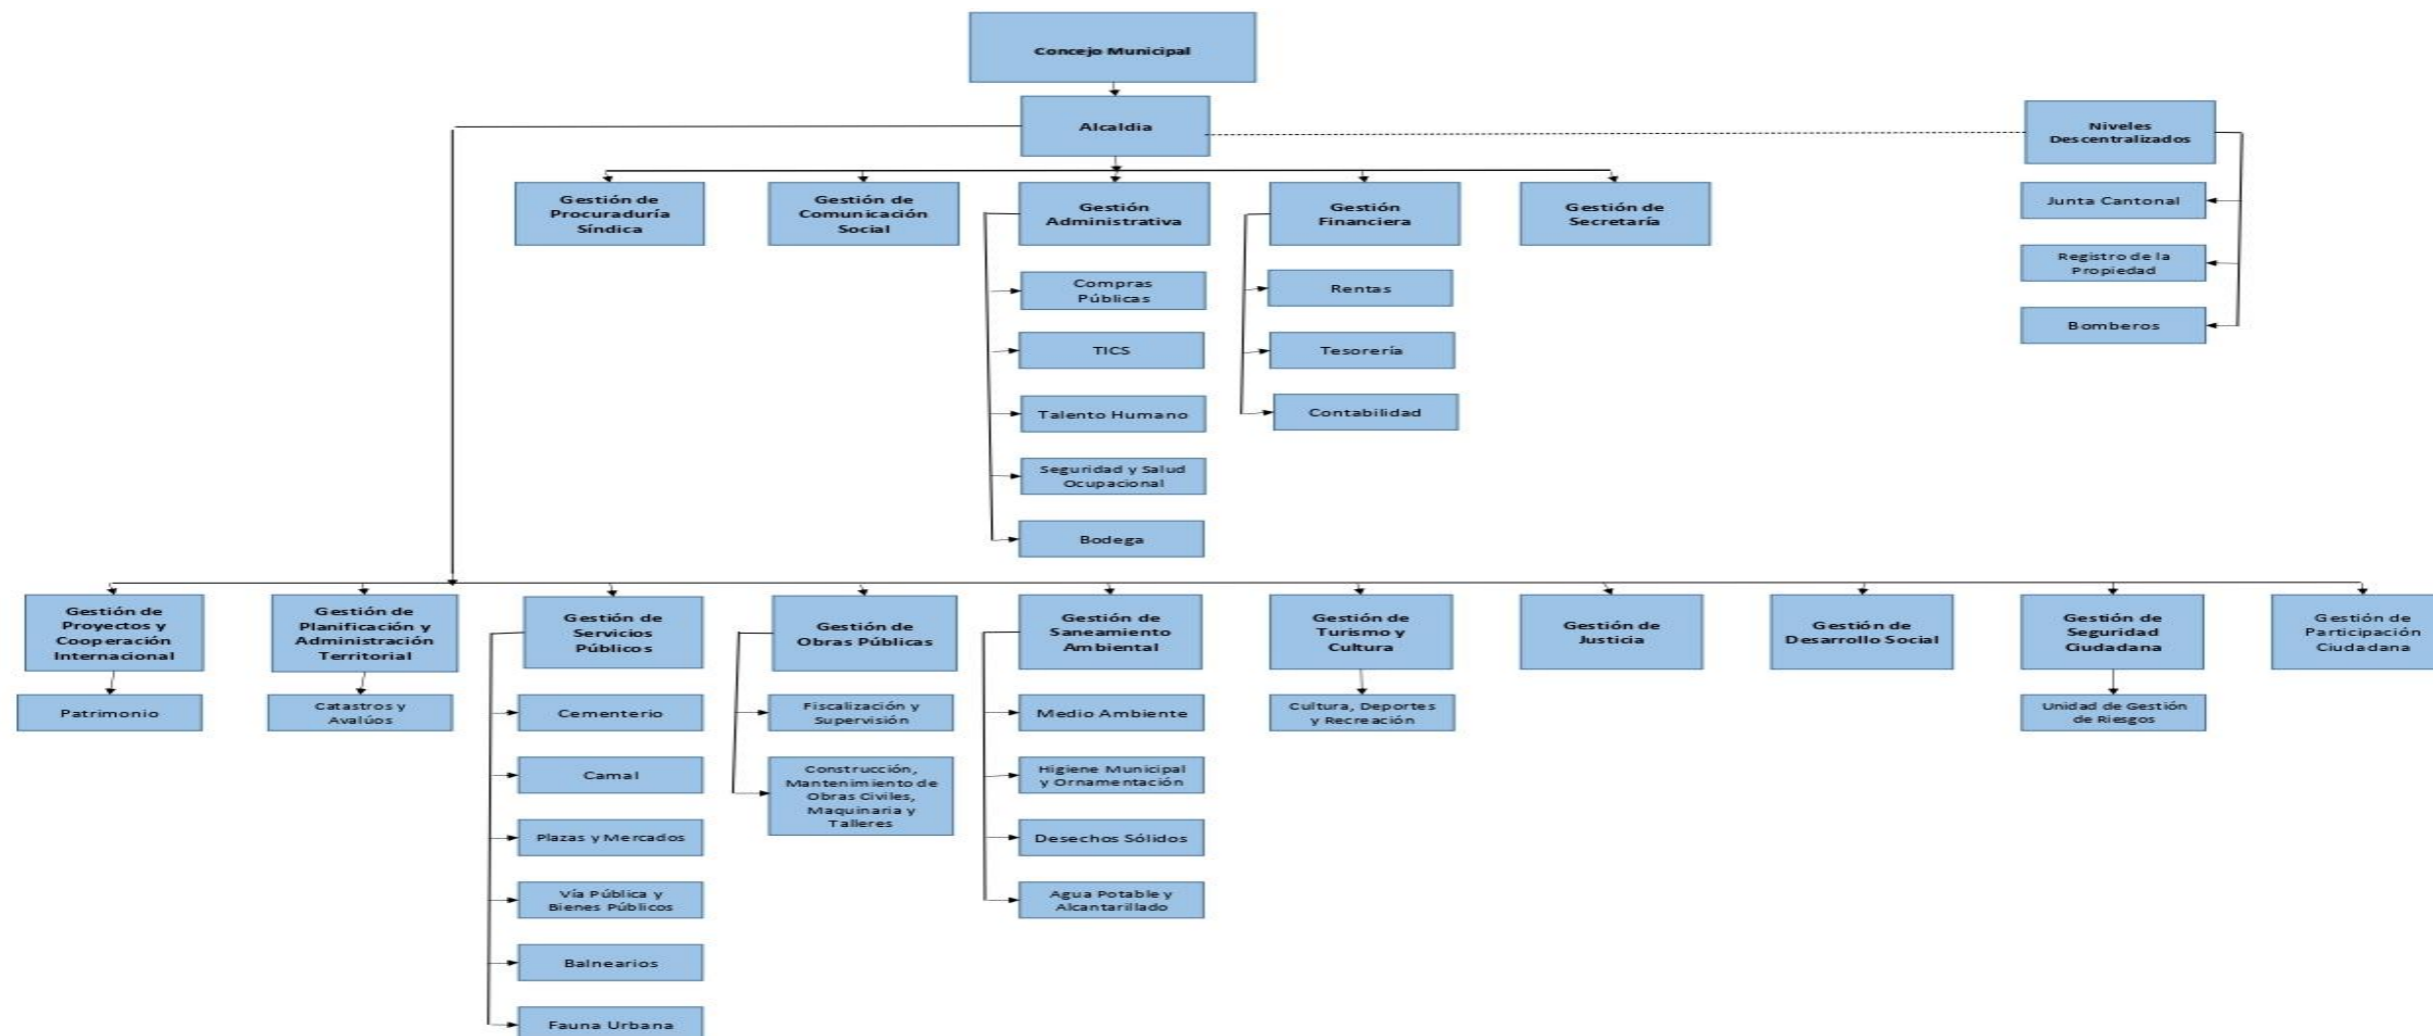 Concejo Municipal
Alcaldia
Niveles
Descentralizados
Gestión de
Procuraduría
Síndica
Gestión de
Comunicación
Social
Gestión
Administrativa
Gestión
Financiera
Gestión de
Secretaría
Junta Cantonal
Registro de la
Propiedad
Bomberos
Compras
Públicas
TICS
Talento Humano
Seguridad y Salud
Ocupacional
Bodega
Rentas
Tesorería
Contabilidad
Gestión de
Proyectos y
Cooperación
Internacional
Gestión de
Planificación y
Administración
Territorial
Gestión de
Servicios
Públicos
Gestión de
Obras Públicas
Gestión de
Saneamiento
Ambiental
Gestión de
Turismo y
Cultura
Gestión de
Justicia
Gestión de
Desarrollo Social
Gestión de
Seguridad
Ciudadana
Gestión de
Participación
Ciudadana
Patrimonio
Catastros y
Avalúos
Cementerio
Camal
Plazas y Mercados
Vía Pública y
Bienes Públicos
Balnearios
Fauna Urbana
Fiscalización y
Supervisión
Construcción,
Mantenimiento de
Obras Civiles,
Maquinaria y
Talleres
Medio Ambiente
Higiene Municipal
y Ornamentación
Desechos Sólidos
Agua Potable y
Alcantarillado
Cultura, Deportes
y Recreación
Unidad de Gestión
de Riesgos